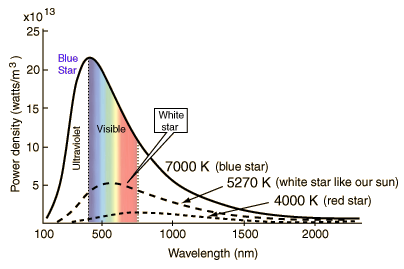 x10 13
25
20
15
10
5
Power density (watts/m3)
Blue
Star
Ultraviolet
Visible
White
star
7000 K (blue star)
5270 K (white star like our sun)
4000 K (red star)
100
500
1000
1500
2000
Wavelength (nm)